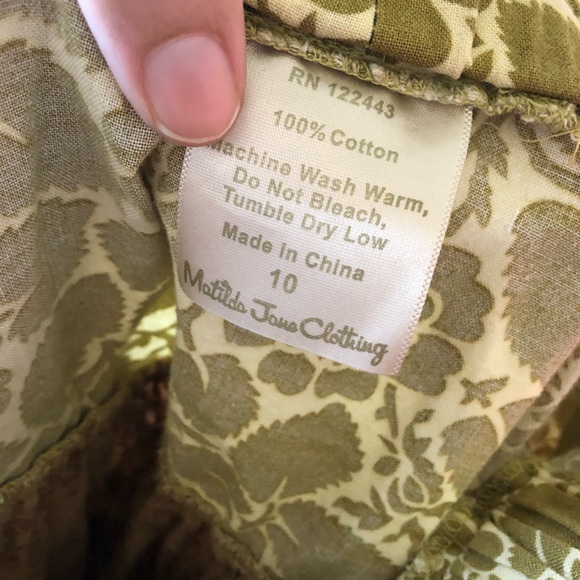 RN 122443
100% Cotton
Machine Wash Warm,
Do Not Bleach,
Tumble Dry Low
Made in China
10
Matilda Jane Clothing